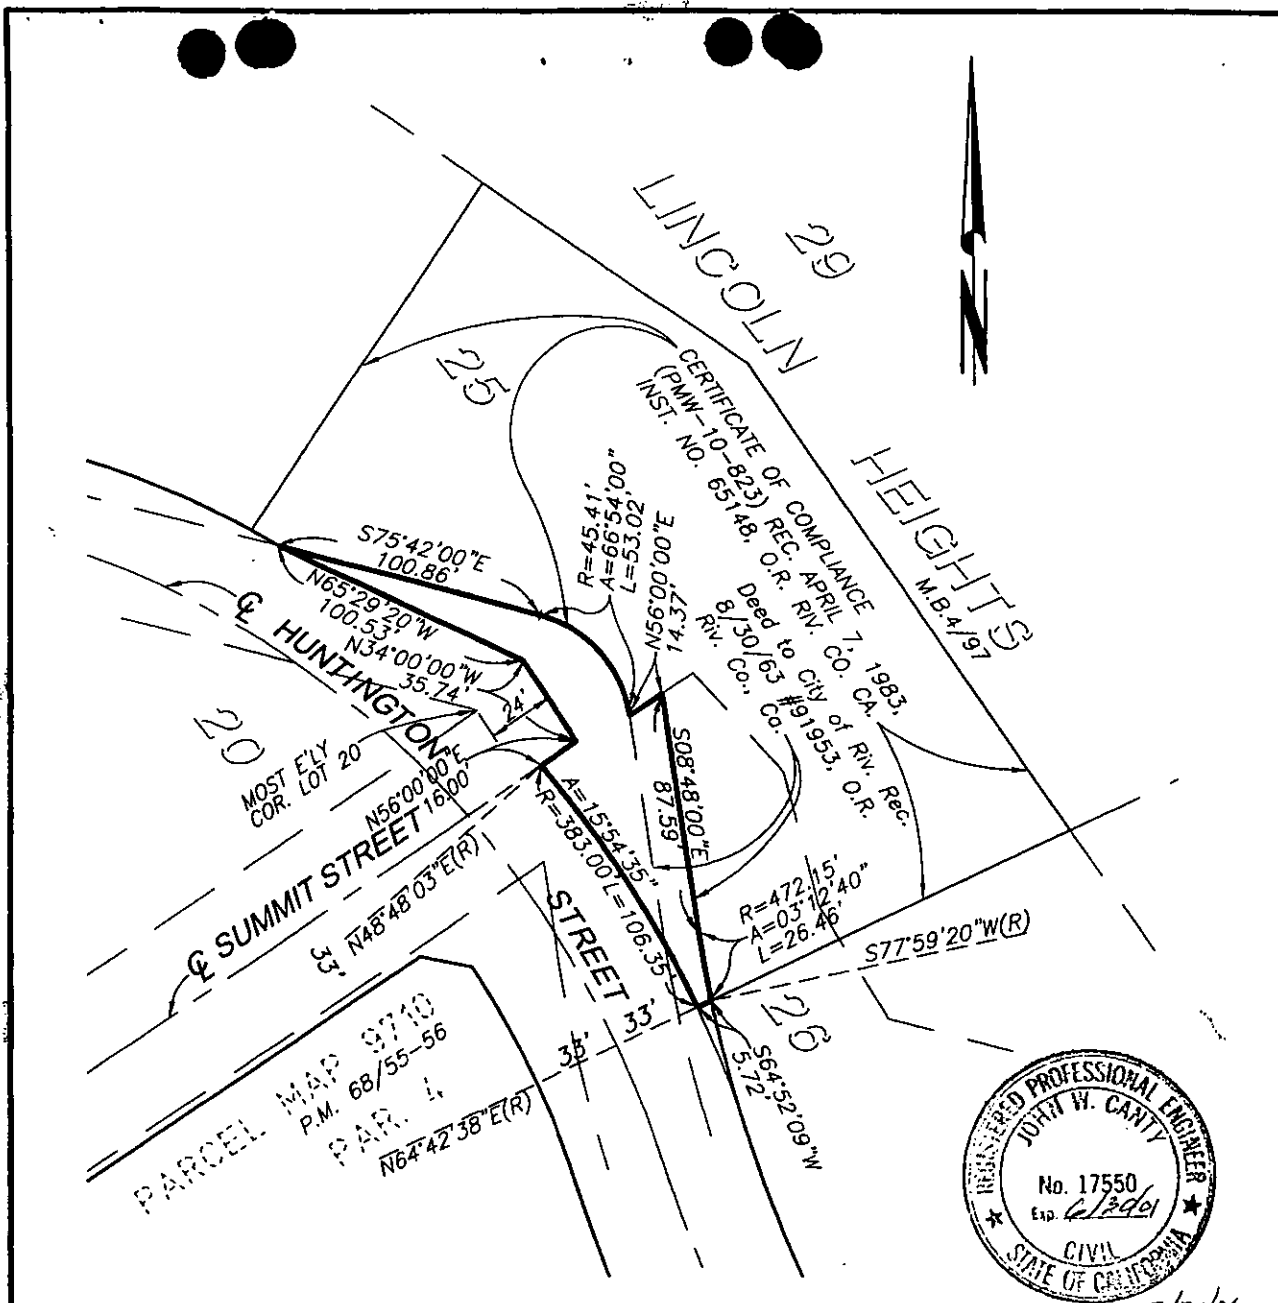 LINCOLN
HEIGHTS
M.B.4/97
29
25
CERTIFICATE OF COMPLIANCE
(PMW-10-823) REC. APRIL 7, 1983,
INST. NO. 65148, O.R. RIV. CO. CA.
Deed to City of Riv. Rec.
8/30/63 #91953, O.R.
Riv. Co., Ca.
R=45.41'
Δ=66°54'00"
L=53.02'
N56°00'00"E
14.37'
S75°42'00"E
100.86'
N65°29'20"W
100.53'
N34°00'00"W
35.74'
24'
℄ HUNTINGTON
STREET
20
MOST E'LY
COR. LOT 20
N56°00'00"E
16.00'
℄ SUMMIT STREET
N48°48'03"E(R)
33'
Δ=15°54'35"
R=383.00' L=106.35'
S08°48'00"E
87.59'
R=472.15'
Δ=03°12'40"
L=26.46'
S77°59'20"W(R)
26
33'
33'
S64°52'09"W
5.72'
N64°42'38"E(R)
PARCEL MAP 9710
P.M. 68/55-56
PAR. 4
N
REGISTERED PROFESSIONAL ENGINEER
JOHN W. CANTY
No. 17550
Exp. 6/30/01
CIVIL
STATE OF CALIFORNIA